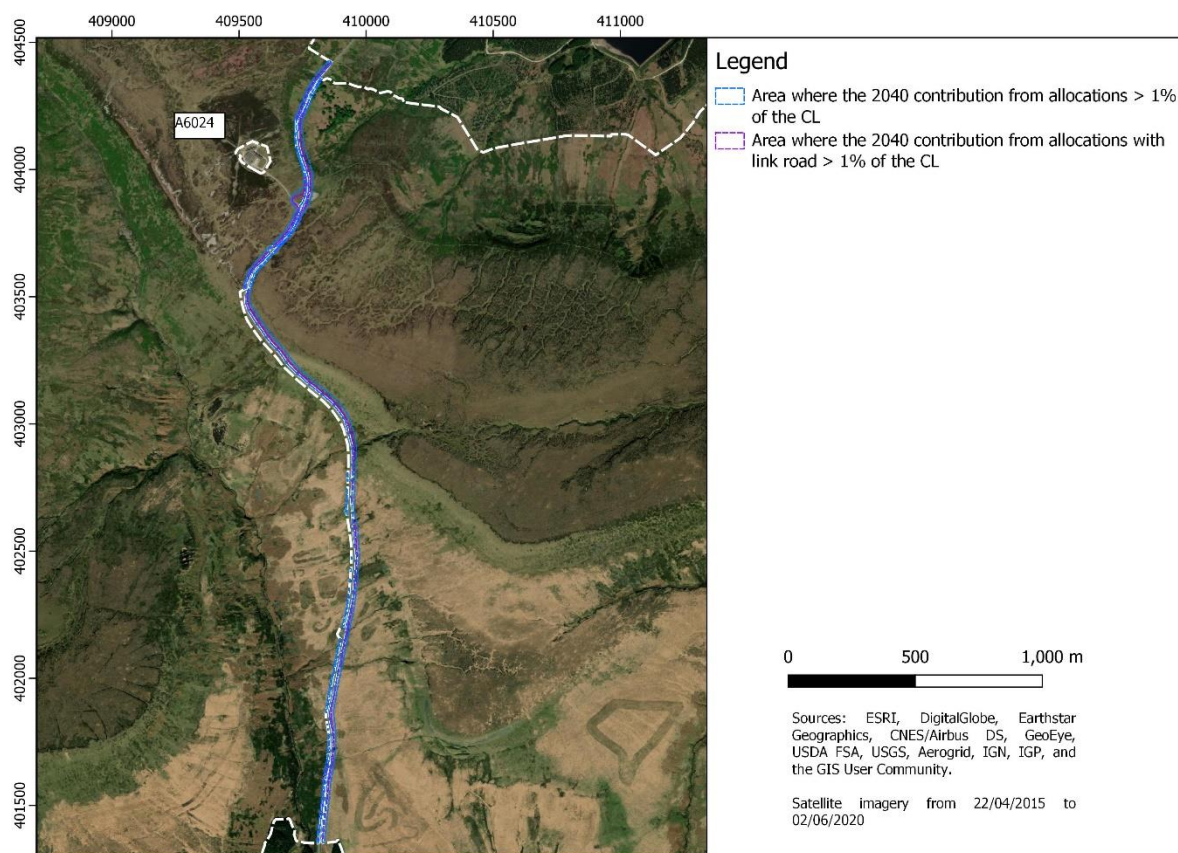 409000 409500 410000 410500 411000
404500
404000
403500
403000
402500
402000
401500
A6024
Legend
Area where the 2040 contribution from allocations > 1%
of the CL
Area where the 2040 contribution from allocations with
link road > 1% of the CL
0 500 1,000 m
Sources: ESRI, DigitalGlobe, Earthstar
Geographics, CNES/Airbus DS, GeoEye,
USDA FSA, USGS, Aerogrid, IGN, IGP, and
the GIS User Community.
Satellite imagery from 22/04/2015 to
02/06/2020